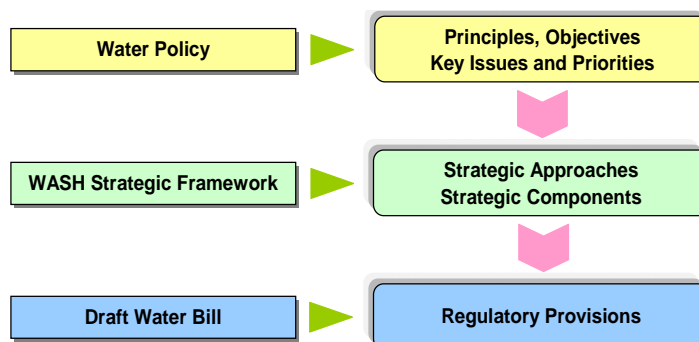 Water Policy
Principles, Objectives
Key Issues and Priorities
WASH Strategic Framework
Strategic Approaches
Strategic Components
Draft Water Bill
Regulatory Provisions